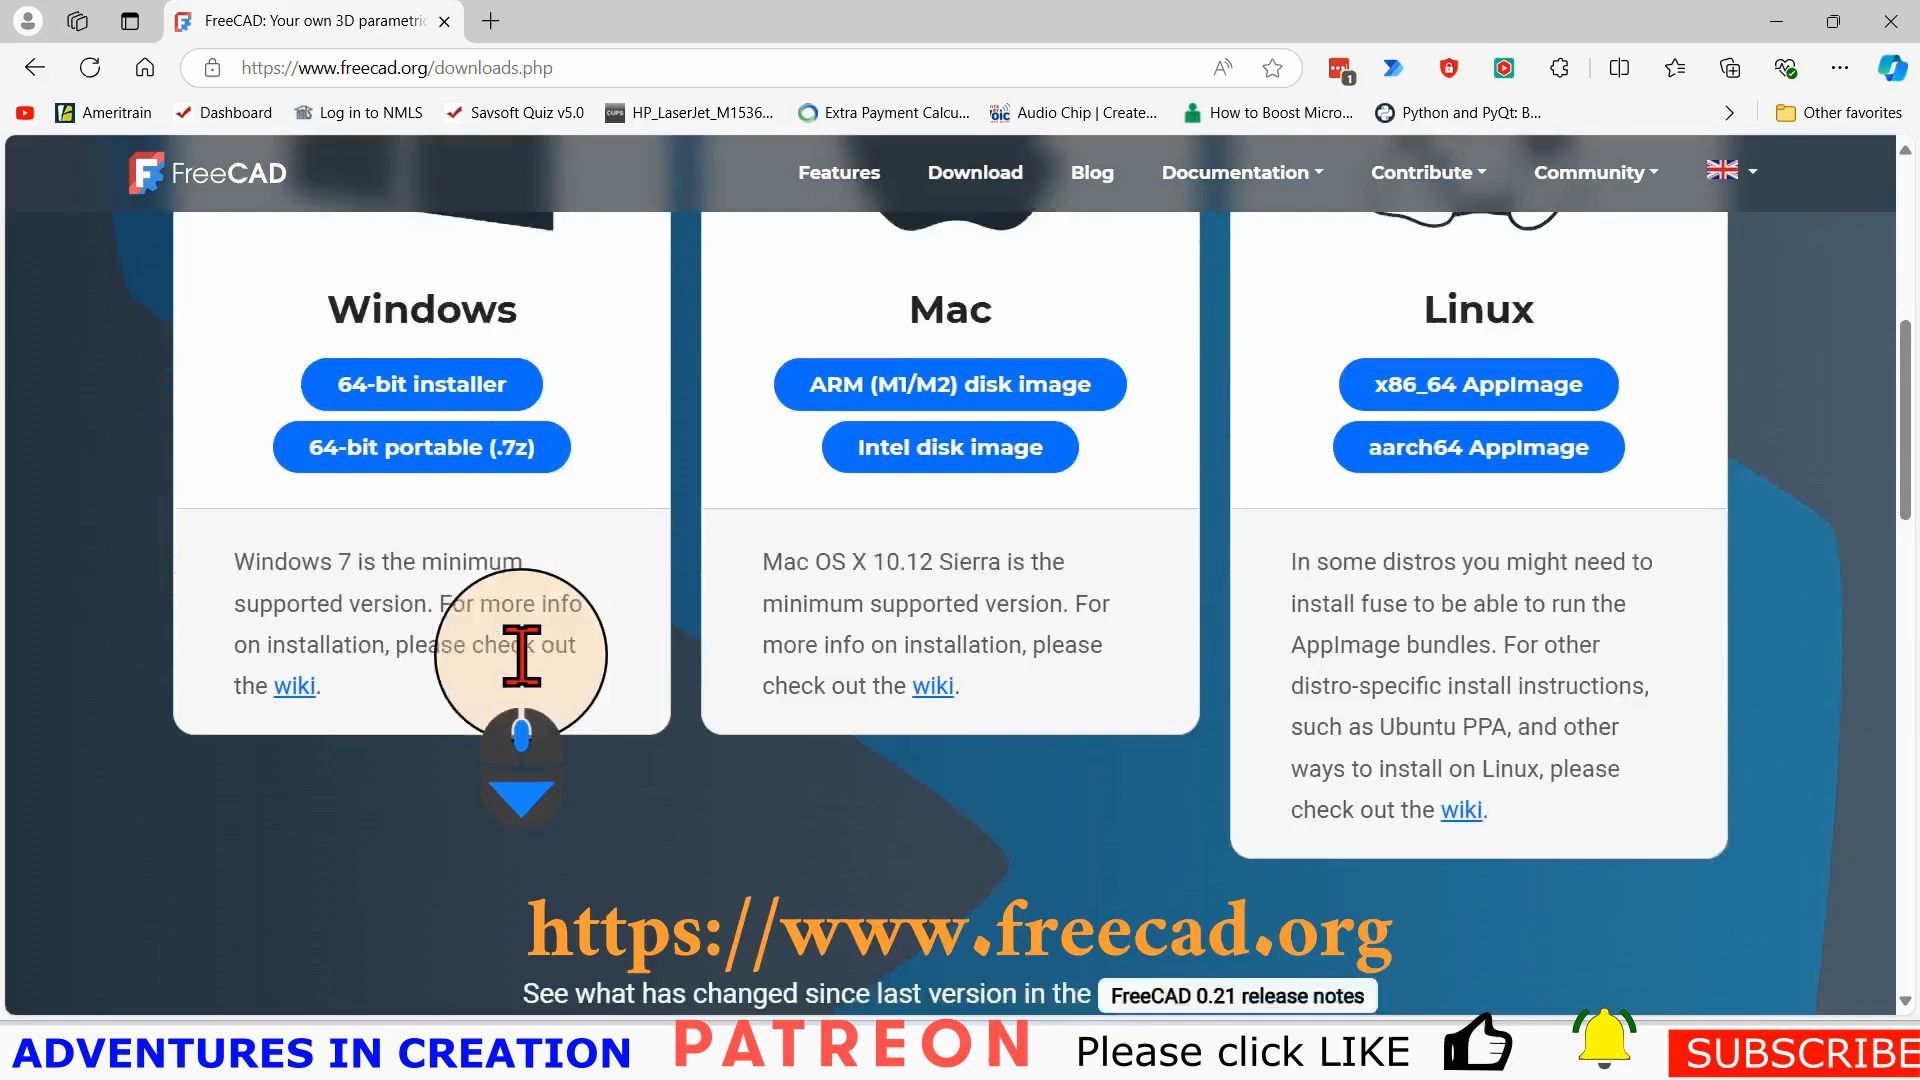 FreeCAD: Your own 3D parametric
https://www.freecad.org/downloads.php
1
Ameritrain
Dashboard
Log in to NMLS
Savsoft Quiz v5.0
HP_LaserJet_M1536...
Extra Payment Calcu...
Audio Chip | Create...
How to Boost Micro...
Python and PyQt: B...
Other favorites
FreeCAD
Features
Download
Blog
Documentation
Contribute
Community
Windows
64-bit installer
64-bit portable (.7z)
Windows 7 is the minimum
supported version. For more info
on installation, please check out
the wiki.
Mac
ARM (M1/M2) disk image
Intel disk image
Mac OS X 10.12 Sierra is the
minimum supported version. For
more info on installation, please
check out the wiki.
Linux
x86_64 AppImage
aarch64 AppImage
In some distros you might need to
install fuse to be able to run the
AppImage bundles. For other
distro-specific install instructions,
such as Ubuntu PPA, and other
ways to install on Linux, please
check out the wiki.
https://www.freecad.org
See what has changed since last version in the FreeCAD 0.21 release notes
ADVENTURES IN CREATION PATREON Please click LIKE SUBSCRIBE